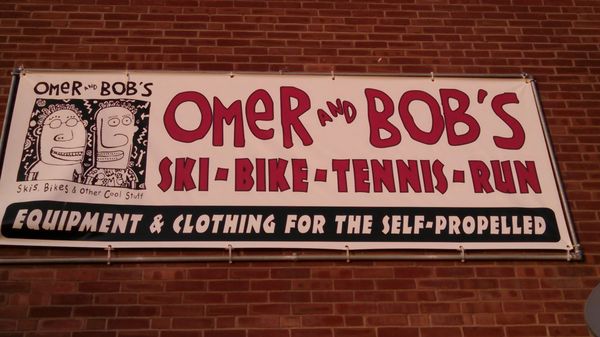 OMER AND BOB'S
Skis, Bikes & Other Cool Stuff
OMER AND BOB'S
SKI-BIKE-TENNIS-RUN
EQUIPMENT & CLOTHING FOR THE SELF-PROPELLED